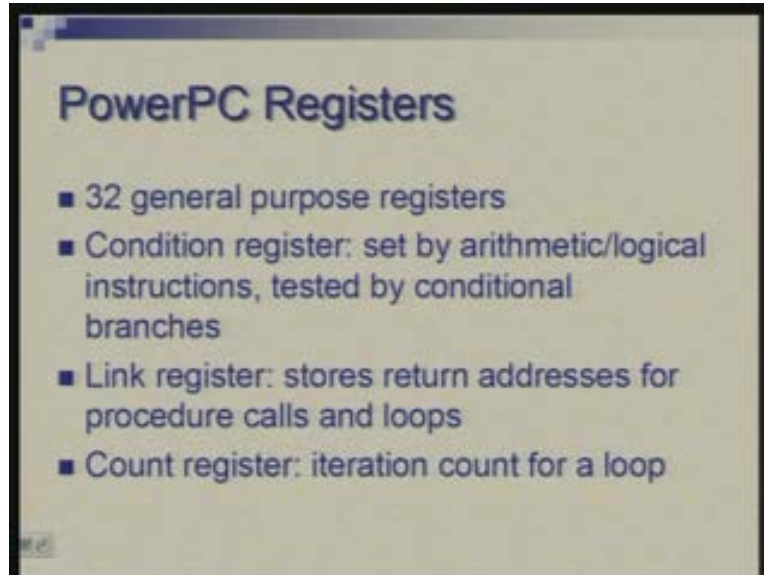 PowerPC Registers
32 general purpose registers
Condition register: set by arithmetic/logical
instructions, tested by conditional
branches
Link register: stores return addresses for
procedure calls and loops
Count register: iteration count for a loop